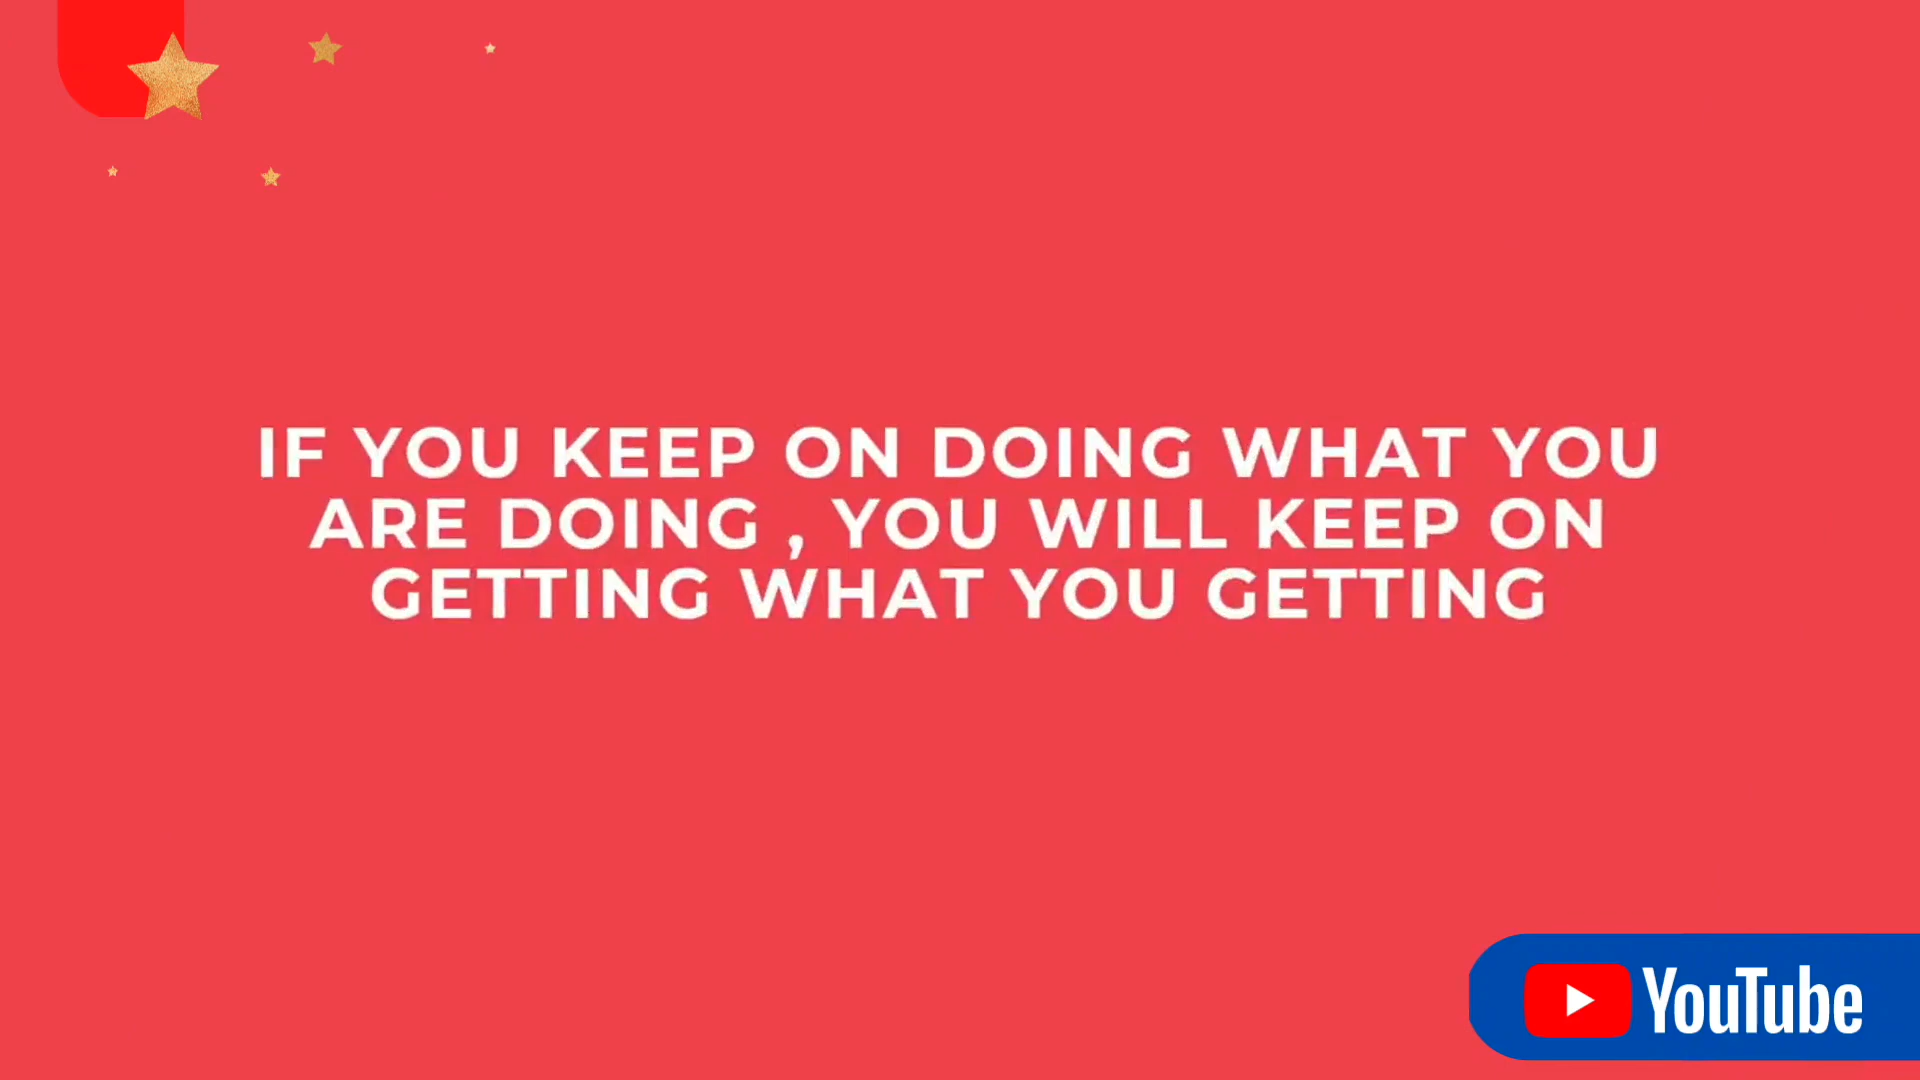 IF YOU KEEP ON DOING WHAT YOU
ARE DOING , YOU WILL KEEP ON
GETTING WHAT YOU GETTING
YouTube